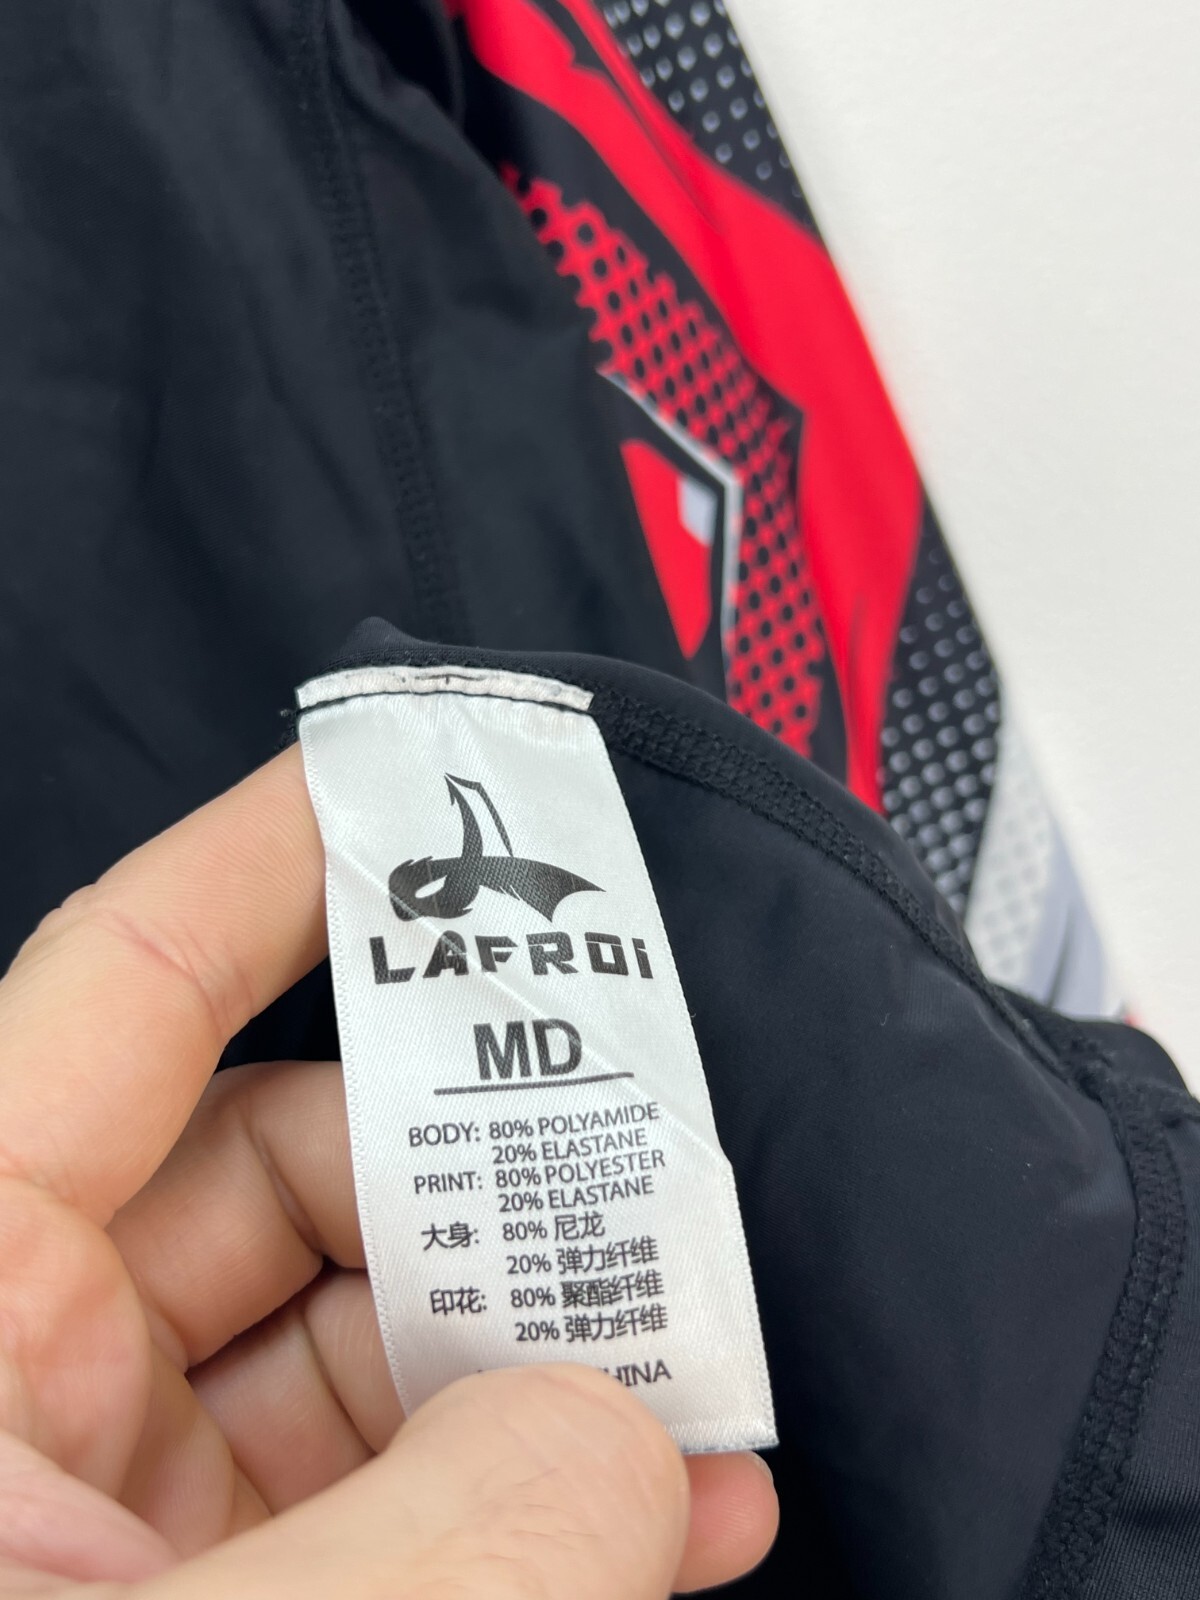 LAFROi
MD
BODY: 80% POLYAMIDE
20% ELASTANE
PRINT: 80% POLYESTER
20% ELASTANE
大身: 80% 尼龙
20% 弹力纤维
印花: 80% 聚酯纤维
20% 弹力纤维